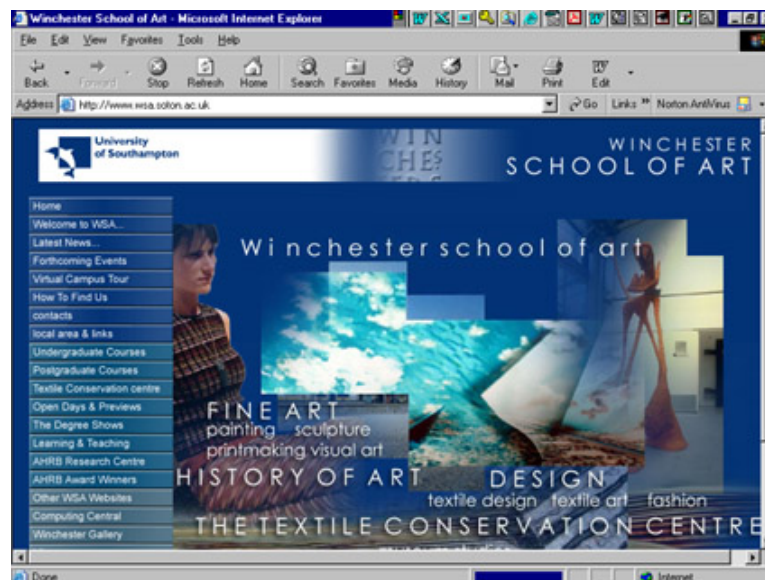 Winchester School of Art - Microsoft Internet Explorer
File Edit View Favorites Tools Help
Back Forward Stop Refresh Home Search Favorites Media History Mail Print Edit
Address http://www.wsa.soton.ac.uk Go Links » Norton AntiVirus
University
of Southampton
WIN
CHES
WINCHESTER
SCHOOL OF ART
Home
Welcome to WSA...
Latest News...
Forthcoming Events
Virtual Campus Tour
How To Find Us
contacts
local area & links
Undergraduate Courses
Postgraduate Courses
Textile Conservation centre
Open Days & Previews
The Degree Shows
Learning & Teaching
AHRB Research Centre
AHRB Award Winners
Other WSA Websites
Computing Central
Winchester Gallery
Winchester school of art
FINE ART
painting sculpture
printmaking visual art
HISTORY OF ART
DESIGN
textile design textile art fashion
THE TEXTILE CONSERVATION CENTRE
Done Internet